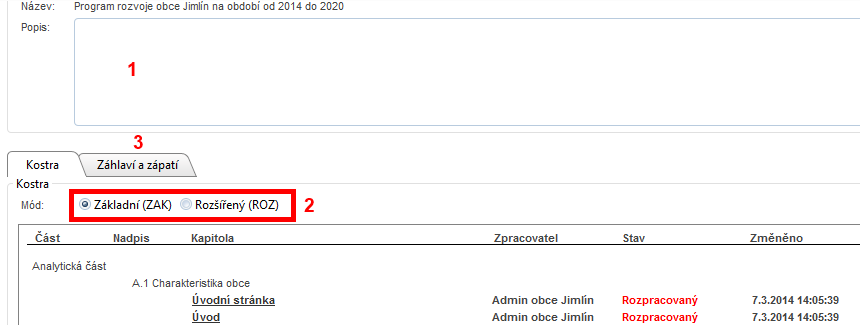 Název: Program rozvoje obce Jimlín na období od 2014 do 2020
Popis:
1
3
Kostra Záhlaví a zápatí
Kostra
Mód: Základní (ZAK) Rozšířený (ROZ) 2
Část Nadpis Kapitola Zpracovatel Stav Změněno
Analytická část
A.1 Charakteristika obce
Úvodní stránka Admin obce Jimlín Rozpracovaný 7.3.2014 14:05:39
Úvod Admin obce Jimlín Rozpracovaný 7.3.2014 14:05:39